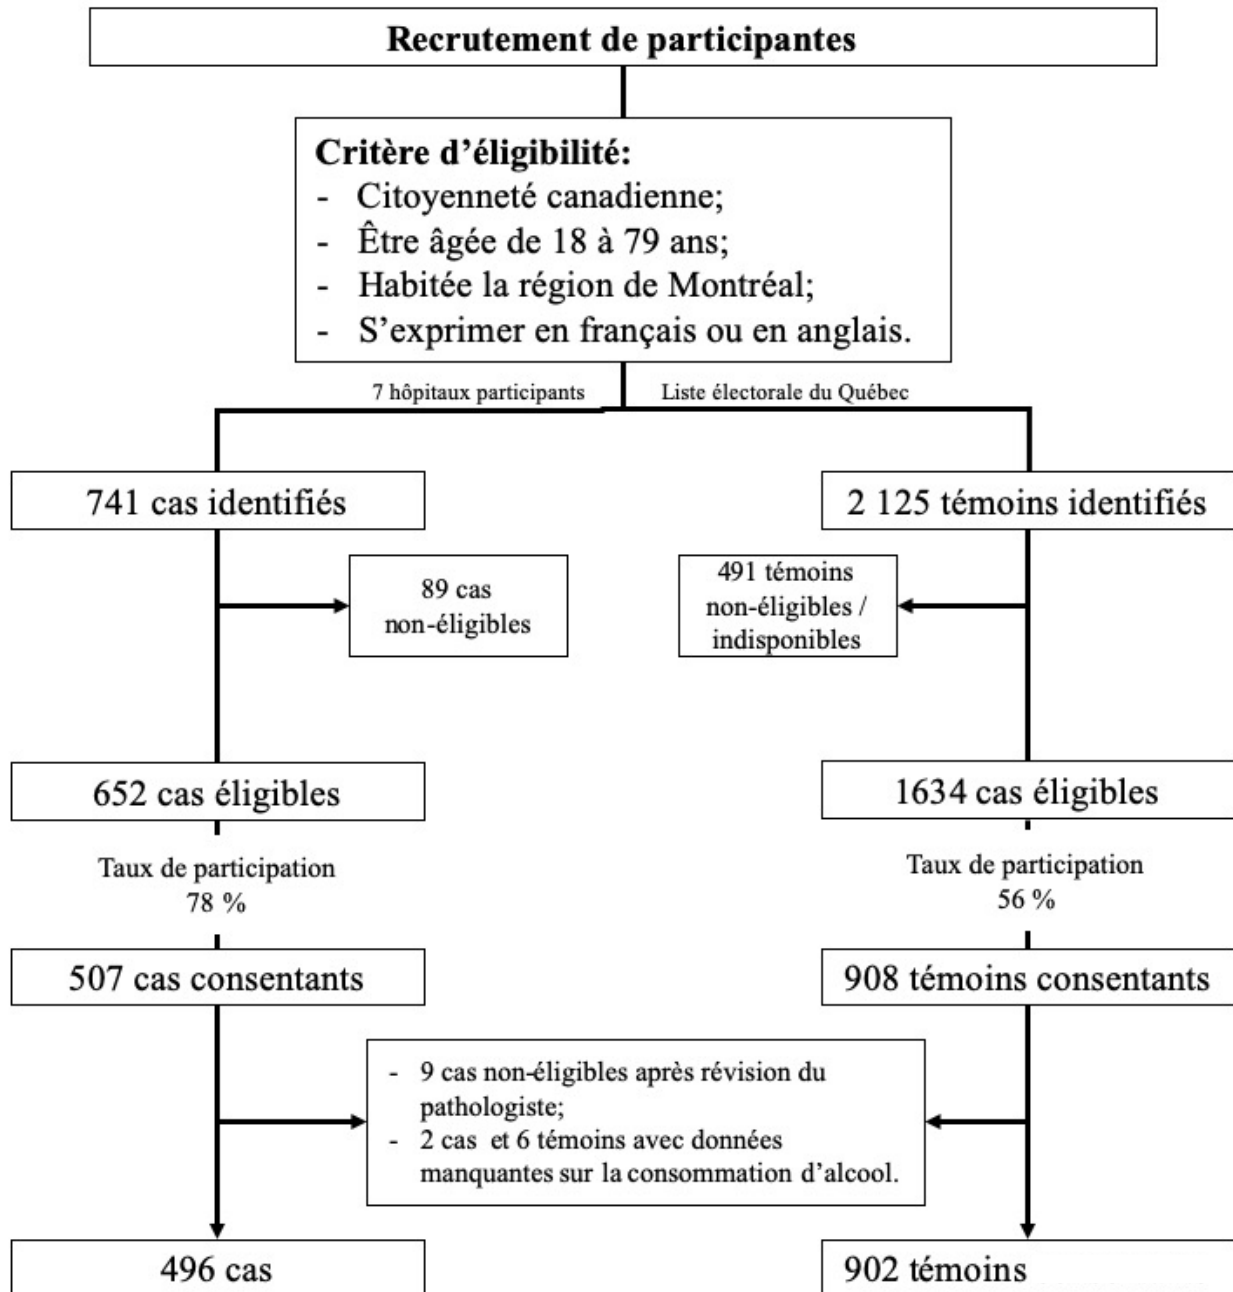 Recrutement de participantes
Critère d’éligibilité:
- Citoyenneté canadienne;
- Être âgée de 18 à 79 ans;
- Habitée la région de Montréal;
- S’exprimer en français ou en anglais.
7 hôpitaux participants
Liste électorale du Québec
741 cas identifiés
2 125 témoins identifiés
89 cas
non-éligibles
491 témoins
non-éligibles /
indisponibles
652 cas éligibles
1634 cas éligibles
Taux de participation
78 %
Taux de participation
56 %
507 cas consentants
908 témoins consentants
- 9 cas non-éligibles après révision du
pathologiste;
- 2 cas et 6 témoins avec données
manquantes sur la consommation d’alcool.
496 cas
902 témoins